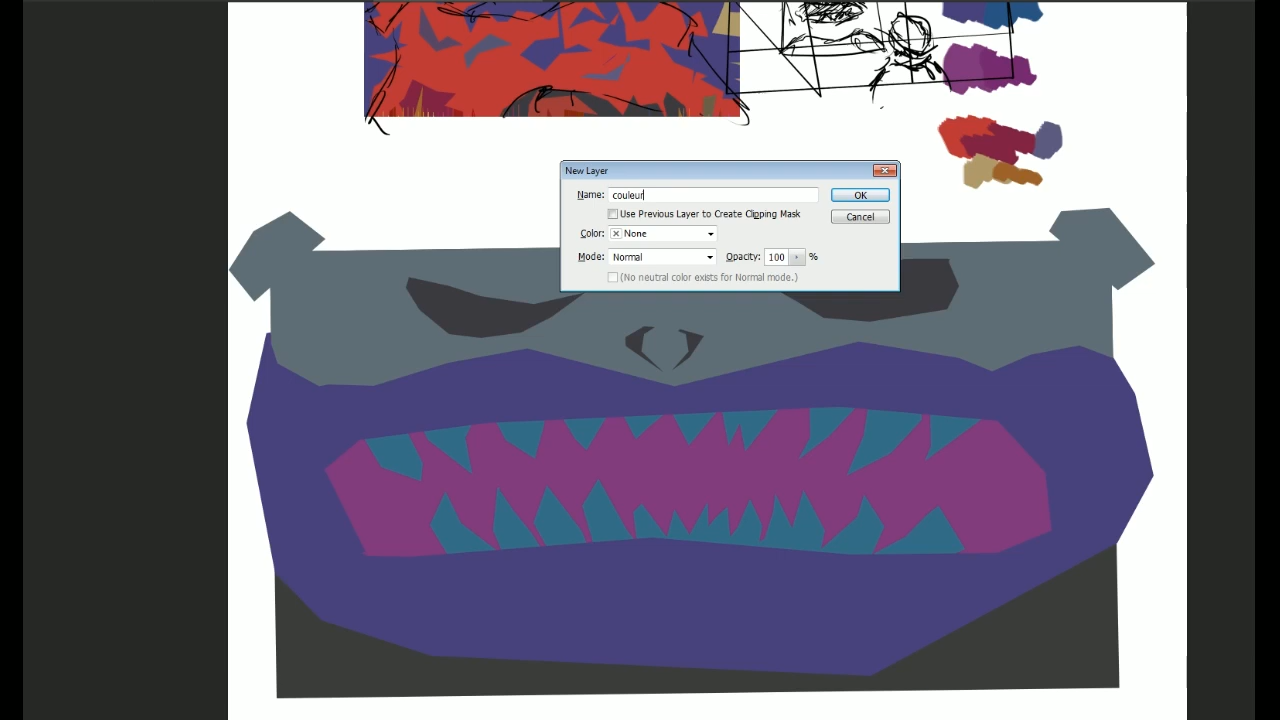 New Layer
Name: couleur
OK
Use Previous Layer to Create Clipping Mask
Cancel
Color: None
Mode: Normal Opacity: 100 %
(No neutral color exists for Normal mode.)